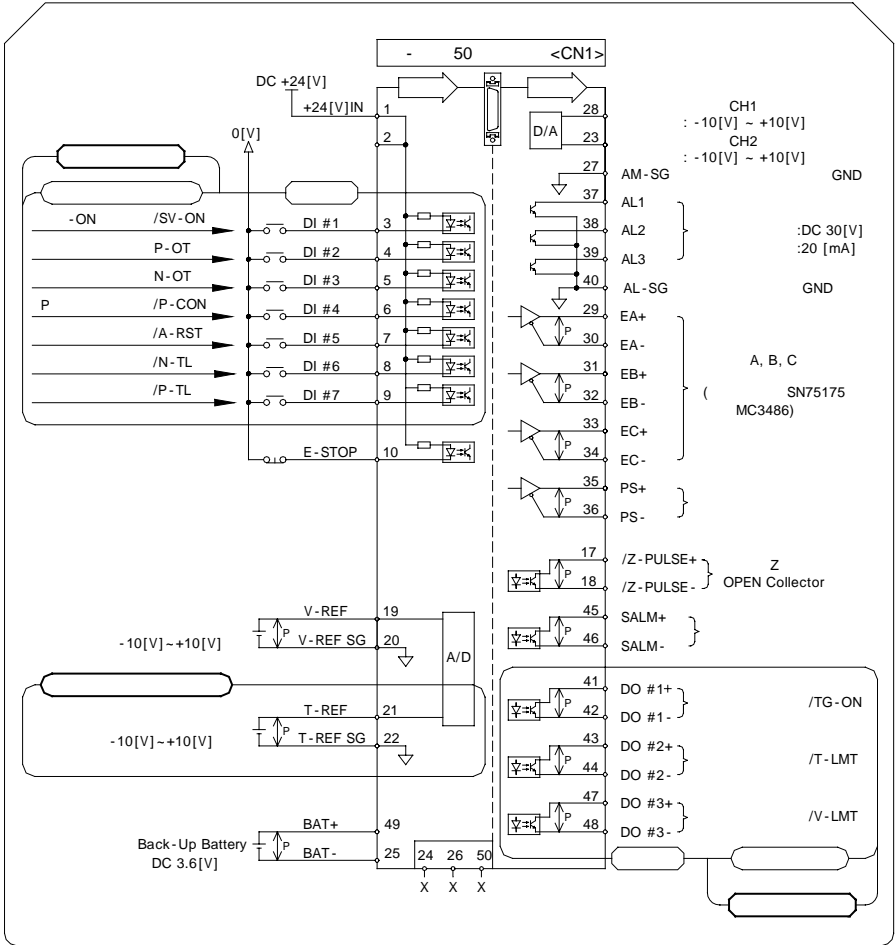 - 50 <CN1>
DC +24[V]
+24[V]IN 1
2
0[V]
-ON /SV-ON DI #1 3
P-OT DI #2 4
N-OT DI #3 5
P /P-CON DI #4 6
/A-RST DI #5 7
/N-TL DI #6 8
/P-TL DI #7 9
E-STOP 10
V-REF 19
-10[V]~+10[V] P V-REF SG 20
A/D
T-REF 21
-10[V]~+10[V] P T-REF SG 22
BAT+ 49
Back-Up Battery P
DC 3.6[V]
BAT- 25
24 26 50
X X X
28 CH1
: -10[V] ~ +10[V]
D/A
23 CH2
: -10[V] ~ +10[V]
27 AM-SG GND
37 AL1
38 AL2 :DC 30[V]
39 AL3 :20 [mA]
40 AL-SG GND
29 EA+
P
30 EA-
31 EB+ A, B, C
P
32 EB- ( SN75175
MC3486)
33 EC+
P
34 EC-
35 PS+
P
36 PS-
17 /Z-PULSE+ Z
P
18 /Z-PULSE- OPEN Collector
45 SALM+
P
46 SALM-
41 DO #1+
P /TG-ON
42 DO #1-
43 DO #2+
P /T-LMT
44 DO #2-
47 DO #3+
P /V-LMT
48 DO #3-